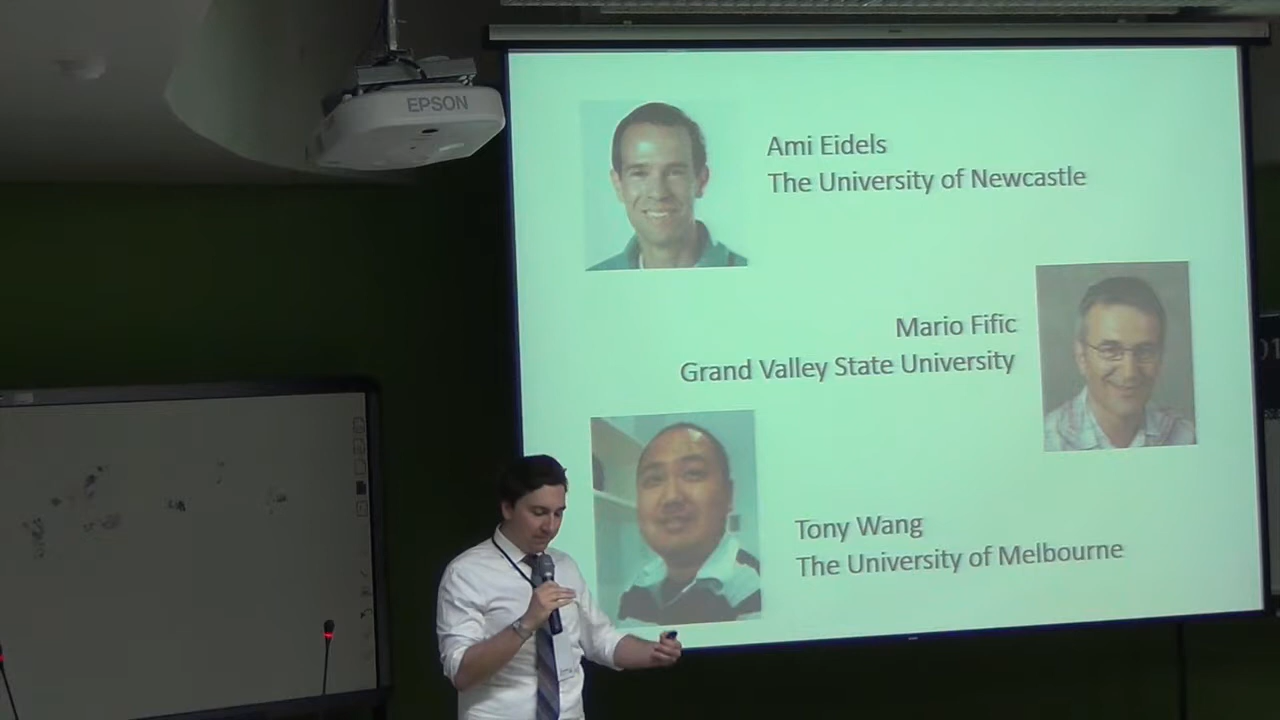 EPSON
Ami Eidels
The University of Newcastle
Mario Fific
Grand Valley State University
Tony Wang
The University of Melbourne